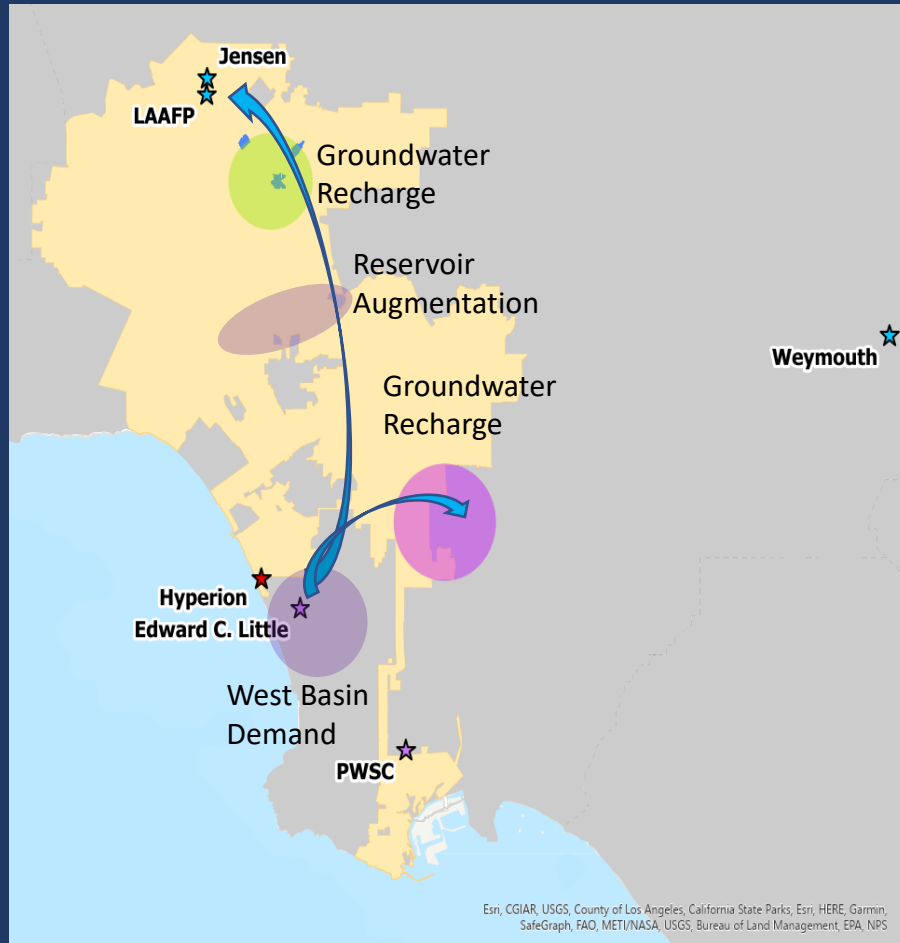 Jensen
LAAFP
Groundwater
Recharge
Reservoir
Augmentation
Weymouth
Groundwater
Recharge
Hyperion
Edward C. Little
West Basin
Demand
PWSC
Esri, CGIAR, USGS, County of Los Angeles, California State Parks, Esri, HERE, Garmin,
SafeGraph, FAO, METI/NASA, USGS, Bureau of Land Management, EPA, NPS